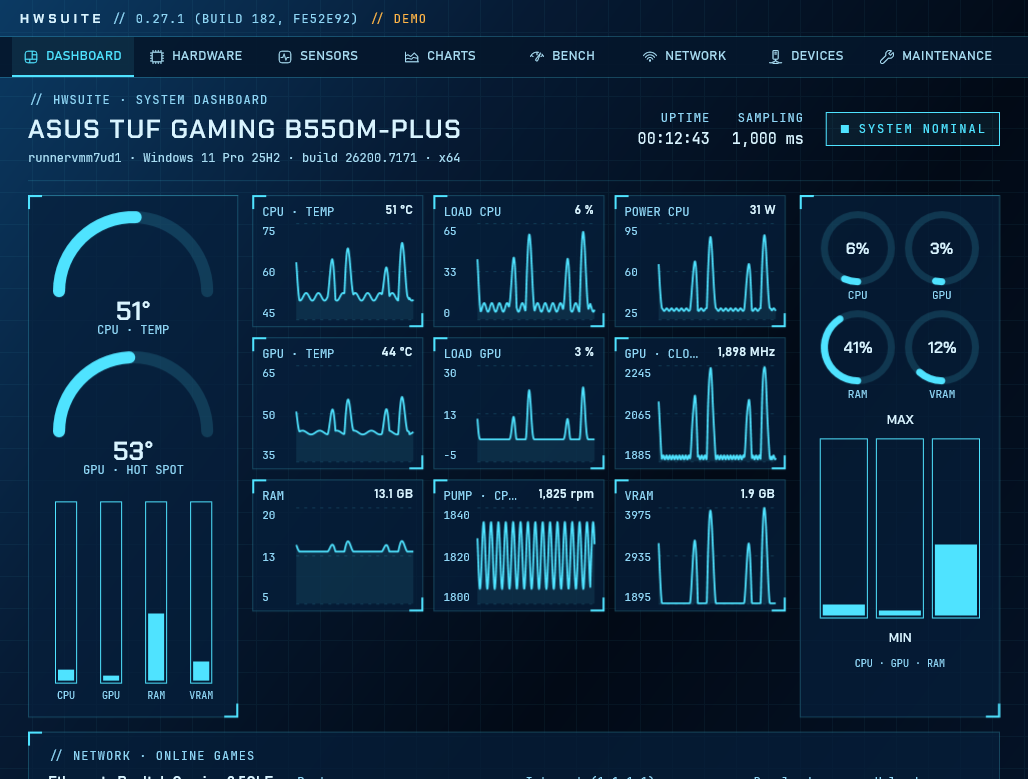 HWSUITE // 0.27.1 (BUILD 182, FE52E92) // DEMO
DASHBOARD HARDWARE SENSORS CHARTS BENCH NETWORK DEVICES MAINTENANCE
// HWSUITE · SYSTEM DASHBOARD
ASUS TUF GAMING B550M-PLUS
runnervmm7ud1 · Windows 11 Pro 25H2 · build 26200.7171 · x64
UPTIME SAMPLING
00:12:43 1,000 ms
SYSTEM NOMINAL
51°
CPU · TEMP
53°
GPU · HOT SPOT
CPU GPU RAM VRAM
CPU · TEMP 51 °C
75
60
45
LOAD CPU 6 %
65
33
0
POWER CPU 31 W
95
60
25
GPU · TEMP 44 °C
65
50
35
LOAD GPU 3 %
30
13
-5
GPU · CLO… 1,898 MHz
2245
2065
1885
RAM 13.1 GB
20
13
5
PUMP · CP… 1,825 rpm
1840
1820
1800
VRAM 1.9 GB
3975
2935
1895
6% 3%
CPU GPU
41% 12%
RAM VRAM
MAX
MIN
CPU · GPU · RAM
// NETWORK · ONLINE GAMES